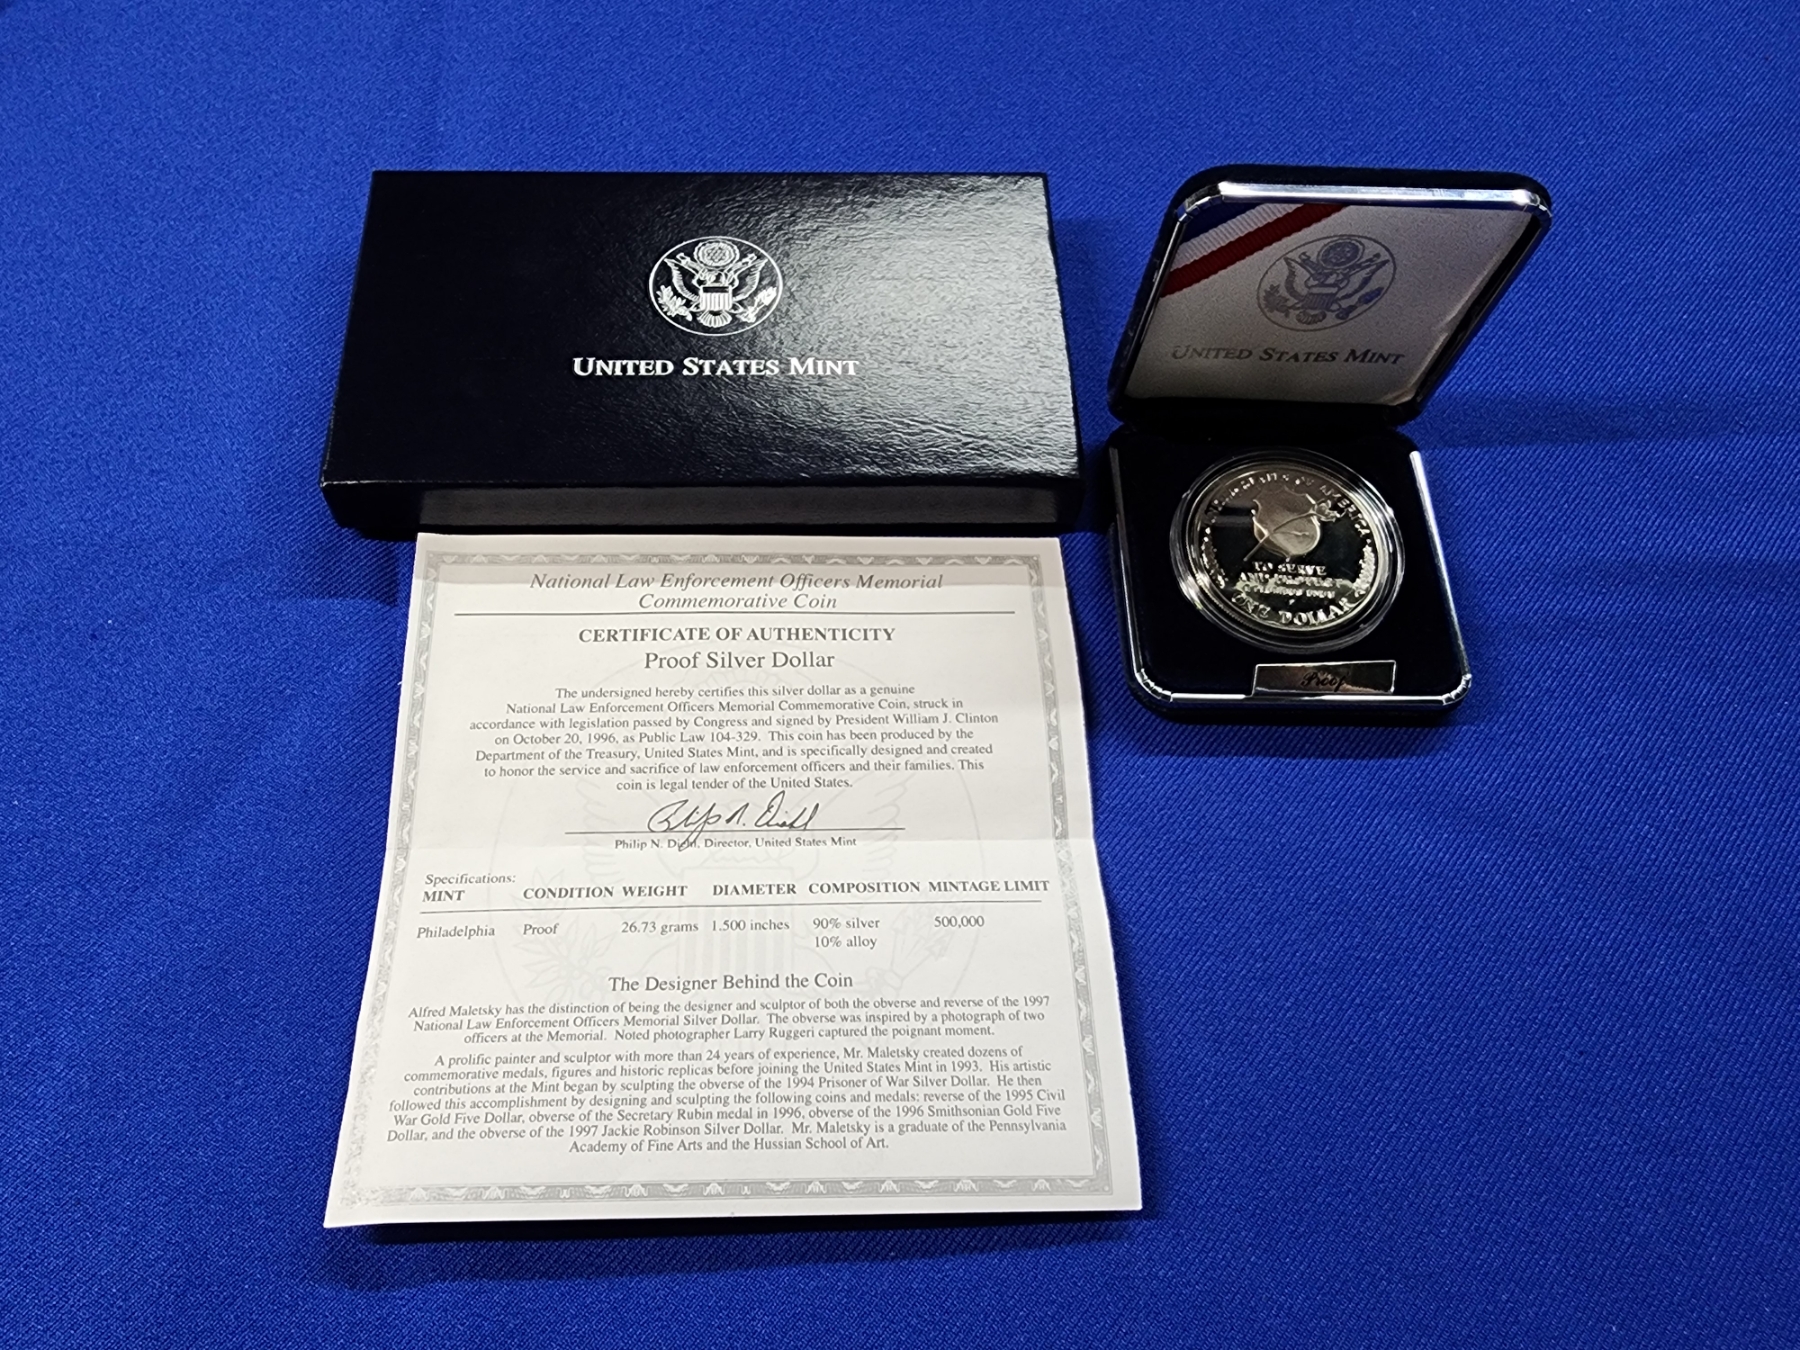 UNITED STATES MINT
UNITED STATES MINT
UNITED STATES OF AMERICA
TO SERVE
AND PROTECT
E PLURIBUS UNUM
P
ONE DOLLAR
Proof
National Law Enforcement Officers Memorial
Commemorative Coin
CERTIFICATE OF AUTHENTICITY
Proof Silver Dollar
The undersigned hereby certifies this silver dollar as a genuine
National Law Enforcement Officers Memorial Commemorative Coin, struck in
accordance with legislation passed by Congress and signed by President William J. Clinton
on October 20, 1996, as Public Law 104-329. This coin has been produced by the
Department of the Treasury, United States Mint, and is specifically designed and created
to honor the service and sacrifice of law enforcement officers and their families. This
coin is legal tender of the United States.
Philip N. Diehl
Philip N. Diehl, Director, United States Mint
Specifications:
MINT CONDITION WEIGHT DIAMETER COMPOSITION MINTAGE LIMIT
Philadelphia Proof 26.73 grams 1.500 inches 90% silver 500,000
10% alloy
The Designer Behind the Coin
Alfred Maletsky has the distinction of being the designer and sculptor of both the obverse and reverse of the 1997
National Law Enforcement Officers Memorial Silver Dollar. The obverse was inspired by a photograph of two
officers at the Memorial. Noted photographer Larry Ruggeri captured the poignant moment.
A prolific painter and sculptor with more than 24 years of experience, Mr. Maletsky created dozens of
commemorative medals, figures and historic replicas before joining the United States Mint in 1993. His artistic
contributions at the Mint began by sculpting the obverse of the 1994 Prisoner of War Silver Dollar. He then
followed this accomplishment by designing and sculpting the following coins and medals: reverse of the 1995 Civil
War Gold Five Dollar, obverse of the Secretary Rubin medal in 1996, obverse of the 1996 Smithsonian Gold Five
Dollar, and the obverse of the 1997 Jackie Robinson Silver Dollar. Mr. Maletsky is a graduate of the Pennsylvania
Academy of Fine Arts and the Hussian School of Art.